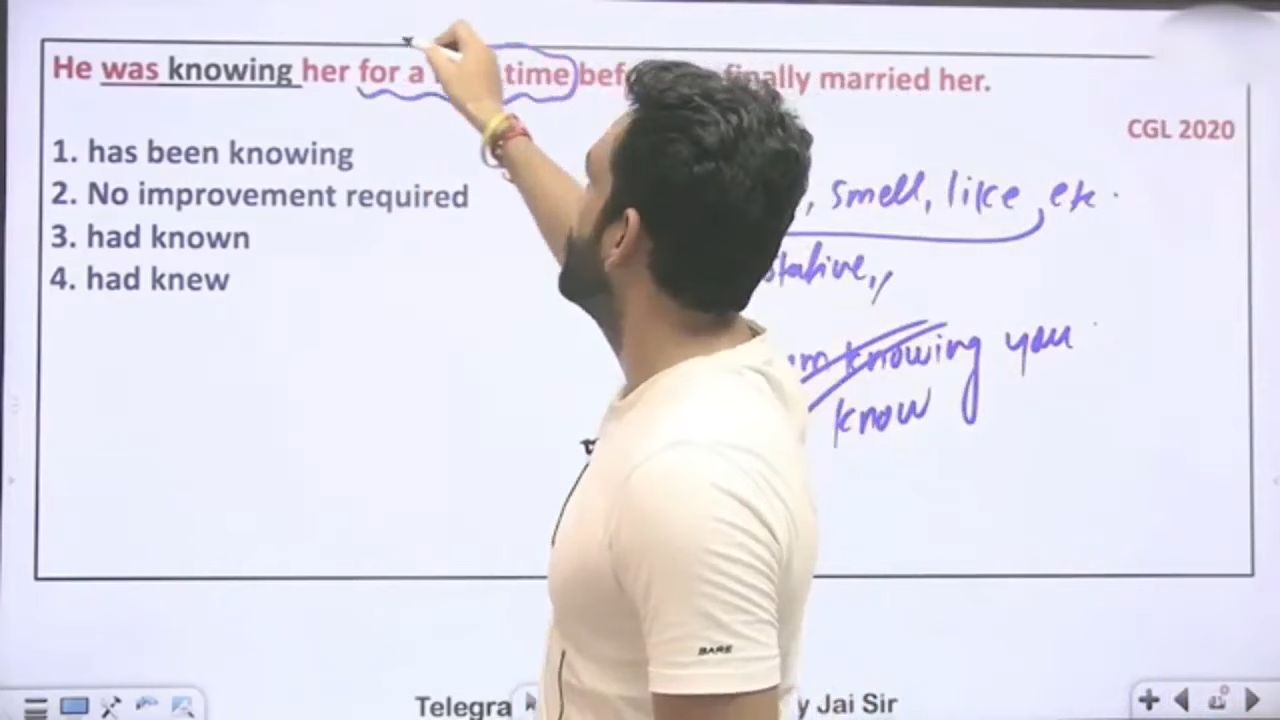 He was knowing her for a time bef finally married her.
CGL 2020
1. has been knowing
2. No improvement required
3. had known
4. had knew
, smell, like, etc.
stative,,
m knowing you
know
BARE
Telegra y Jai Sir